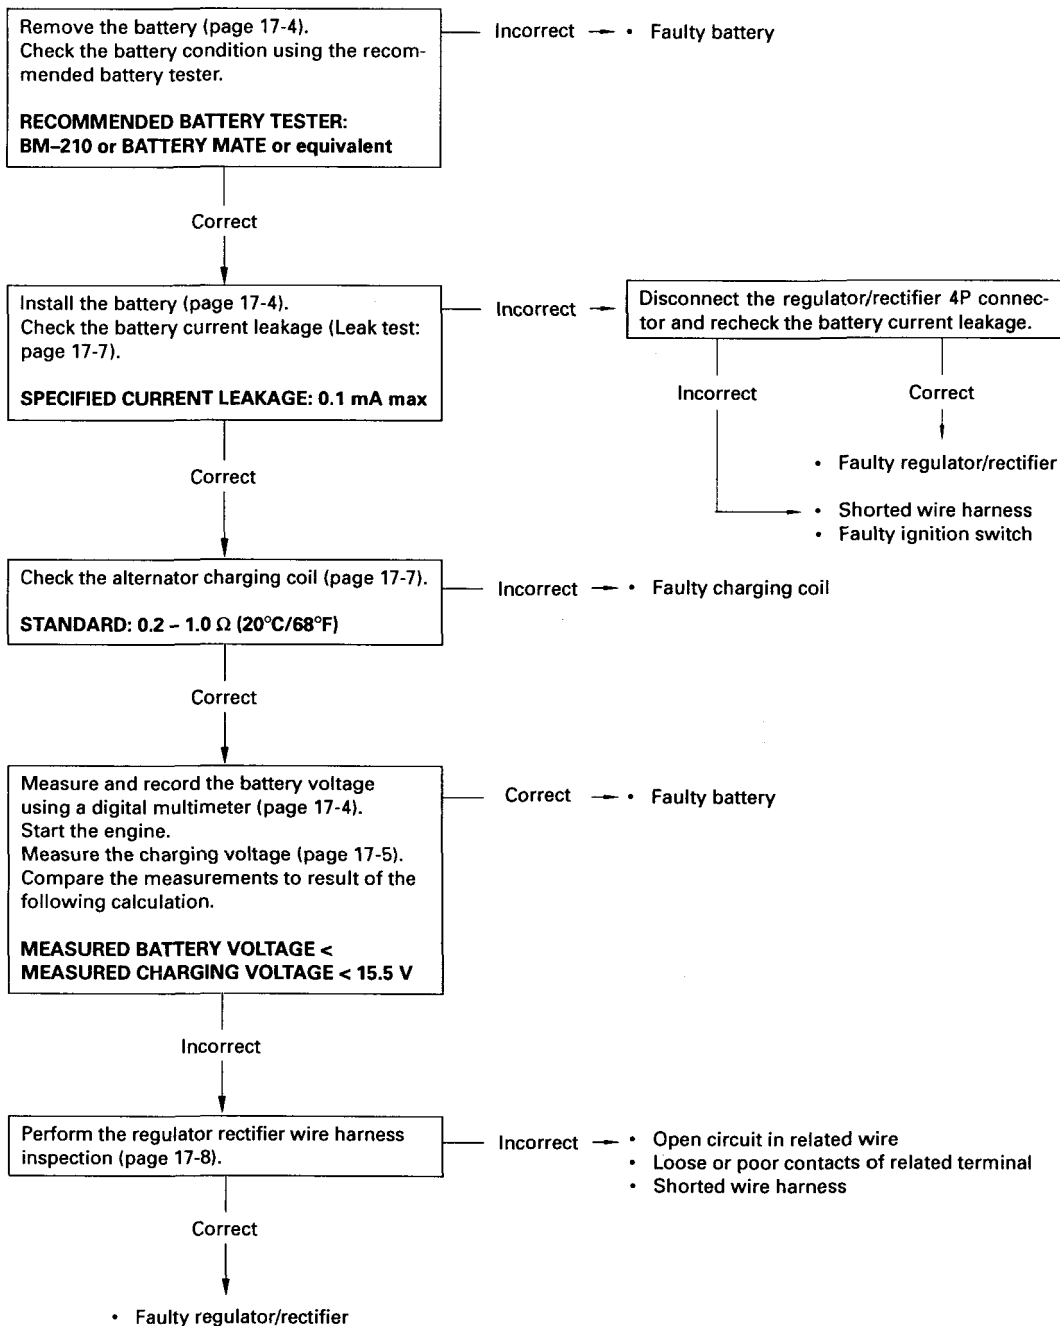 Remove the battery (page 17-4).
Check the battery condition using the recom-
mended battery tester.
RECOMMENDED BATTERY TESTER:
BM–210 or BATTERY MATE or equivalent
Incorrect
• Faulty battery
Correct
Install the battery (page 17-4).
Check the battery current leakage (Leak test:
page 17-7).
SPECIFIED CURRENT LEAKAGE: 0.1 mA max
Incorrect
Disconnect the regulator/rectifier 4P connec-
tor and recheck the battery current leakage.
Incorrect
Correct
• Faulty regulator/rectifier
• Shorted wire harness
• Faulty ignition switch
Correct
Check the alternator charging coil (page 17-7).
STANDARD: 0.2 – 1.0 Ω (20°C/68°F)
Incorrect
• Faulty charging coil
Correct
Measure and record the battery voltage
using a digital multimeter (page 17-4).
Start the engine.
Measure the charging voltage (page 17-5).
Compare the measurements to result of the
following calculation.
MEASURED BATTERY VOLTAGE <
MEASURED CHARGING VOLTAGE < 15.5 V
Correct
• Faulty battery
Incorrect
Perform the regulator rectifier wire harness
inspection (page 17-8).
Incorrect
• Open circuit in related wire
• Loose or poor contacts of related terminal
• Shorted wire harness
Correct
• Faulty regulator/rectifier